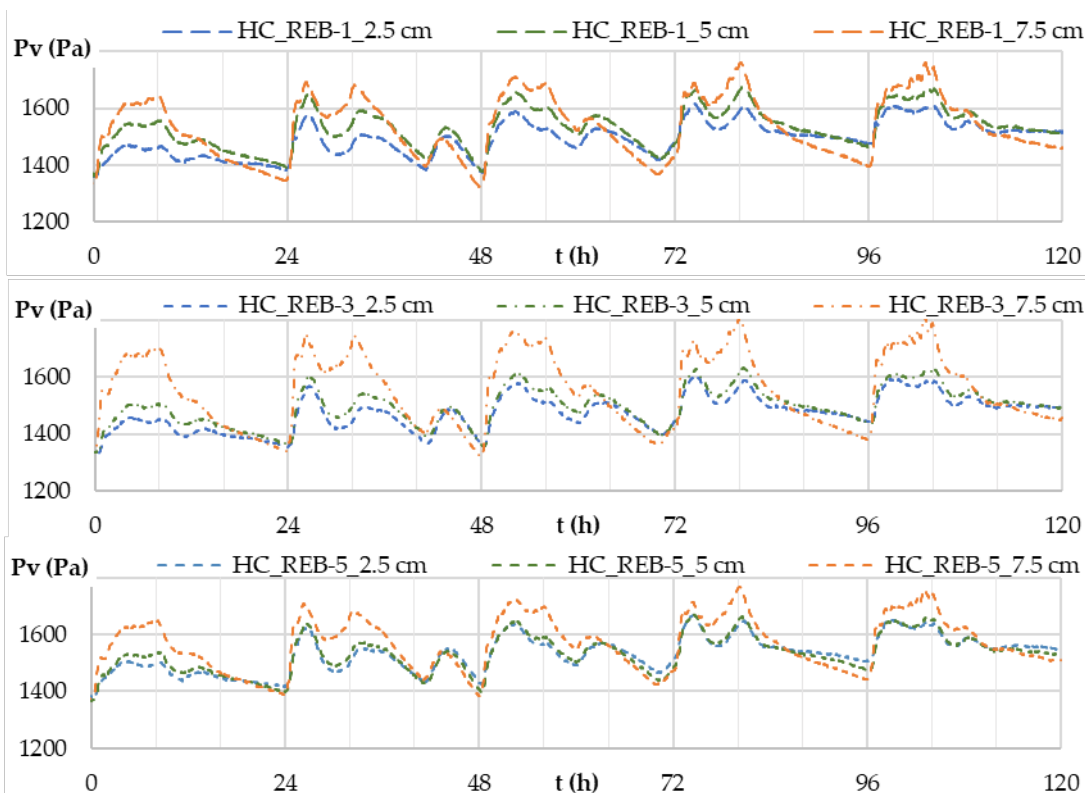 HC_REB-1_2.5 cm HC_REB-1_5 cm HC_REB-1_7.5 cm
Pv (Pa)
1600
1400
1200
0 24 48 t (h) 72 96 120
HC_REB-3_2.5 cm HC_REB-3_5 cm HC_REB-3_7.5 cm
Pv (Pa)
1600
1400
1200
0 24 48 t (h) 72 96 120
HC_REB-5_2.5 cm HC_REB-5_5 cm HC_REB-5_7.5 cm
Pv (Pa)
1600
1400
1200
0 24 48 t (h) 72 96 120